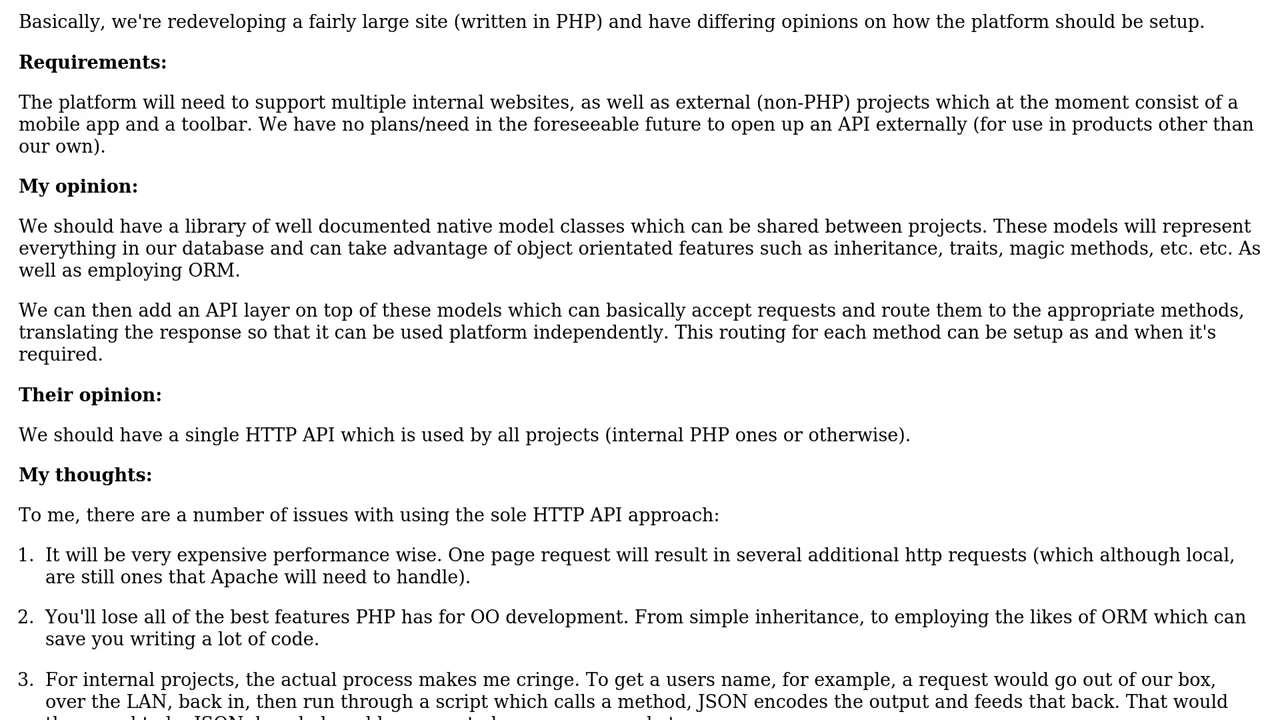 Basically, we're redeveloping a fairly large site (written in PHP) and have differing opinions on how the platform should be setup.
Requirements:
The platform will need to support multiple internal websites, as well as external (non-PHP) projects which at the moment consist of a
mobile app and a toolbar. We have no plans/need in the foreseeable future to open up an API externally (for use in products other than
our own).
My opinion:
We should have a library of well documented native model classes which can be shared between projects. These models will represent
everything in our database and can take advantage of object orientated features such as inheritance, traits, magic methods, etc. etc. As
well as employing ORM.
We can then add an API layer on top of these models which can basically accept requests and route them to the appropriate methods,
translating the response so that it can be used platform independently. This routing for each method can be setup as and when it's
required.
Their opinion:
We should have a single HTTP API which is used by all projects (internal PHP ones or otherwise).
My thoughts:
To me, there are a number of issues with using the sole HTTP API approach:
1. It will be very expensive performance wise. One page request will result in several additional http requests (which although local,
are still ones that Apache will need to handle).
2. You'll lose all of the best features PHP has for OO development. From simple inheritance, to employing the likes of ORM which can
save you writing a lot of code.
3. For internal projects, the actual process makes me cringe. To get a users name, for example, a request would go out of our box,
over the LAN, back in, then run through a script which calls a method, JSON encodes the output and feeds that back. That would